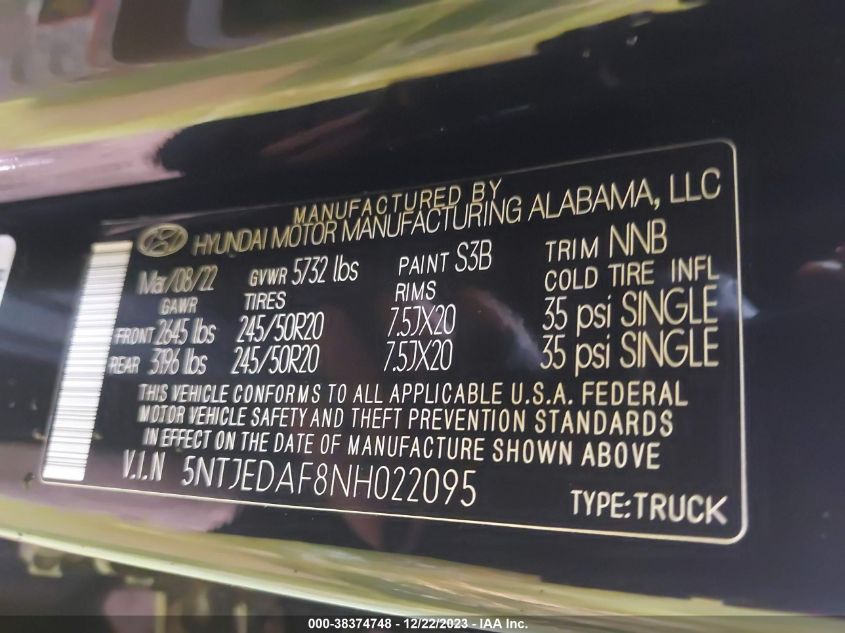 MANUFACTURED BY
HYUNDAI MOTOR MANUFACTURING ALABAMA, LLC
Mar/08/22 GVWR 5732 lbs PAINT S3B TRIM NNB
GAWR TIRES RIMS COLD TIRE INFL
FRONT 2645 lbs 245/50R20 7.5JX20 35 psi SINGLE
REAR 3196 lbs 245/50R20 7.5JX20 35 psi SINGLE
THIS VEHICLE CONFORMS TO ALL APPLICABLE U.S.A. FEDERAL
MOTOR VEHICLE SAFETY AND THEFT PREVENTION STANDARDS
IN EFFECT ON THE DATE OF MANUFACTURE SHOWN ABOVE
V.I.N 5NTJEDAF8NH022095
TYPE:TRUCK
000-38374748 - 12/22/2023 - IAA Inc.